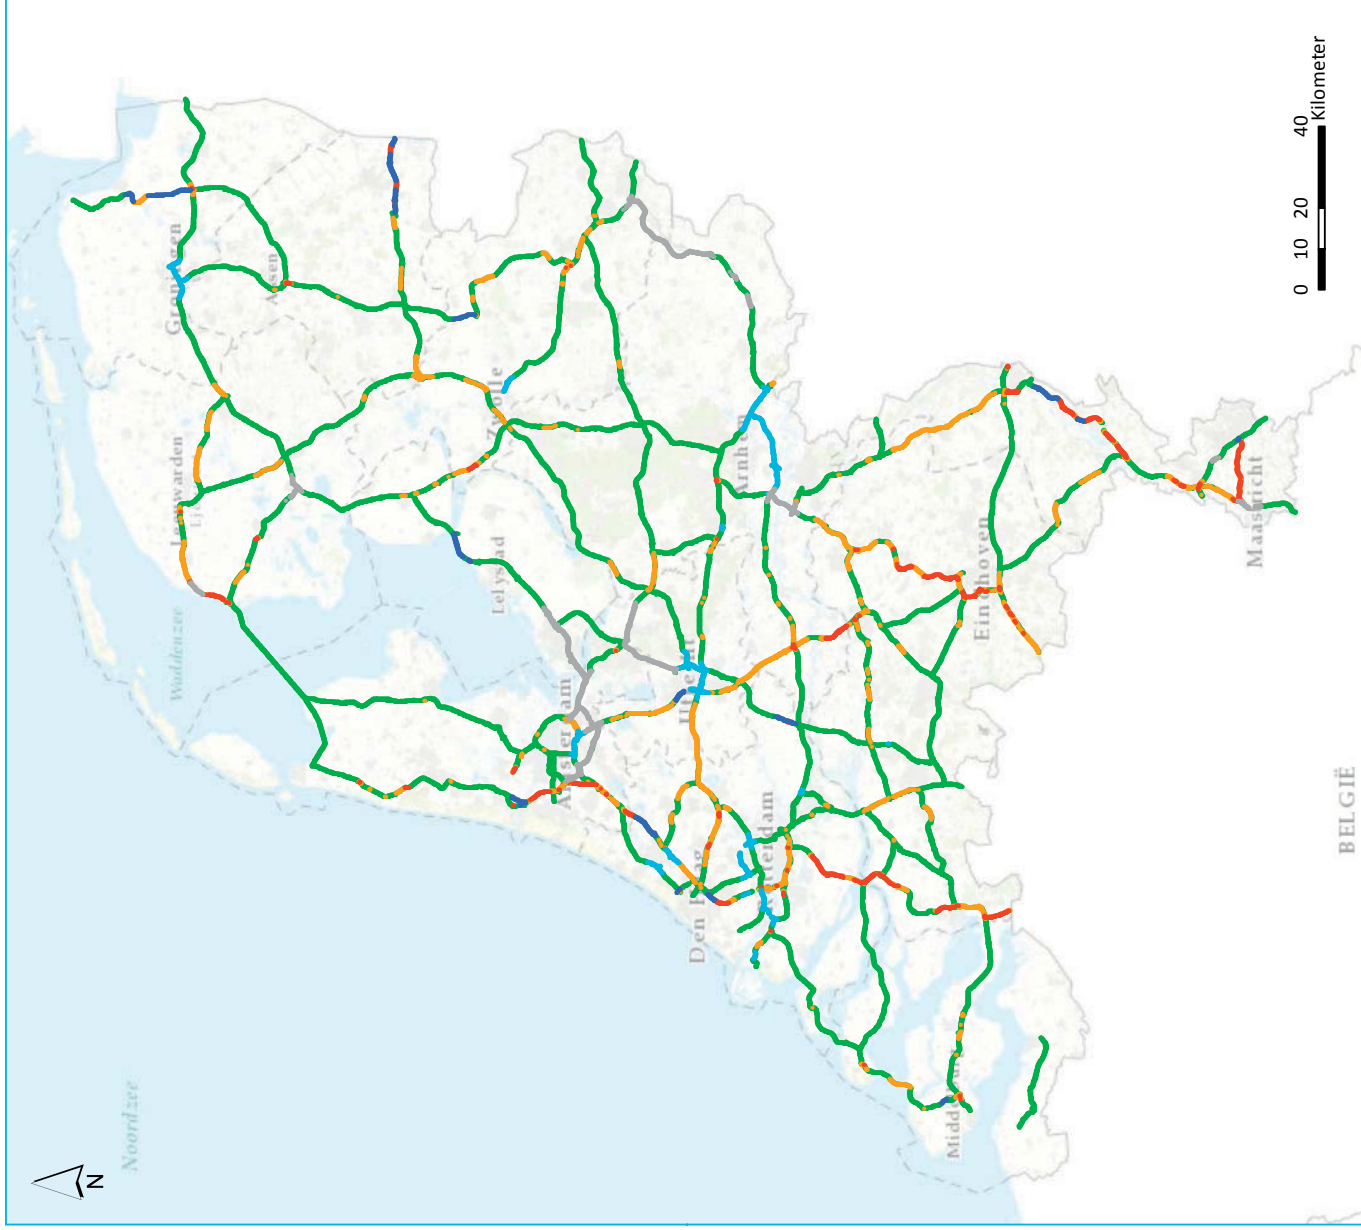 N
Noordzee
Waddenzee
Groningen
Leeuwarden
Assen
Zwolle
Lelystad
Amsterdam
Utrecht
Arnhem
Den Haag
Rotterdam
Eindhoven
Middelburg
Maastricht
BELGIË
0 10 20 40
Kilometer